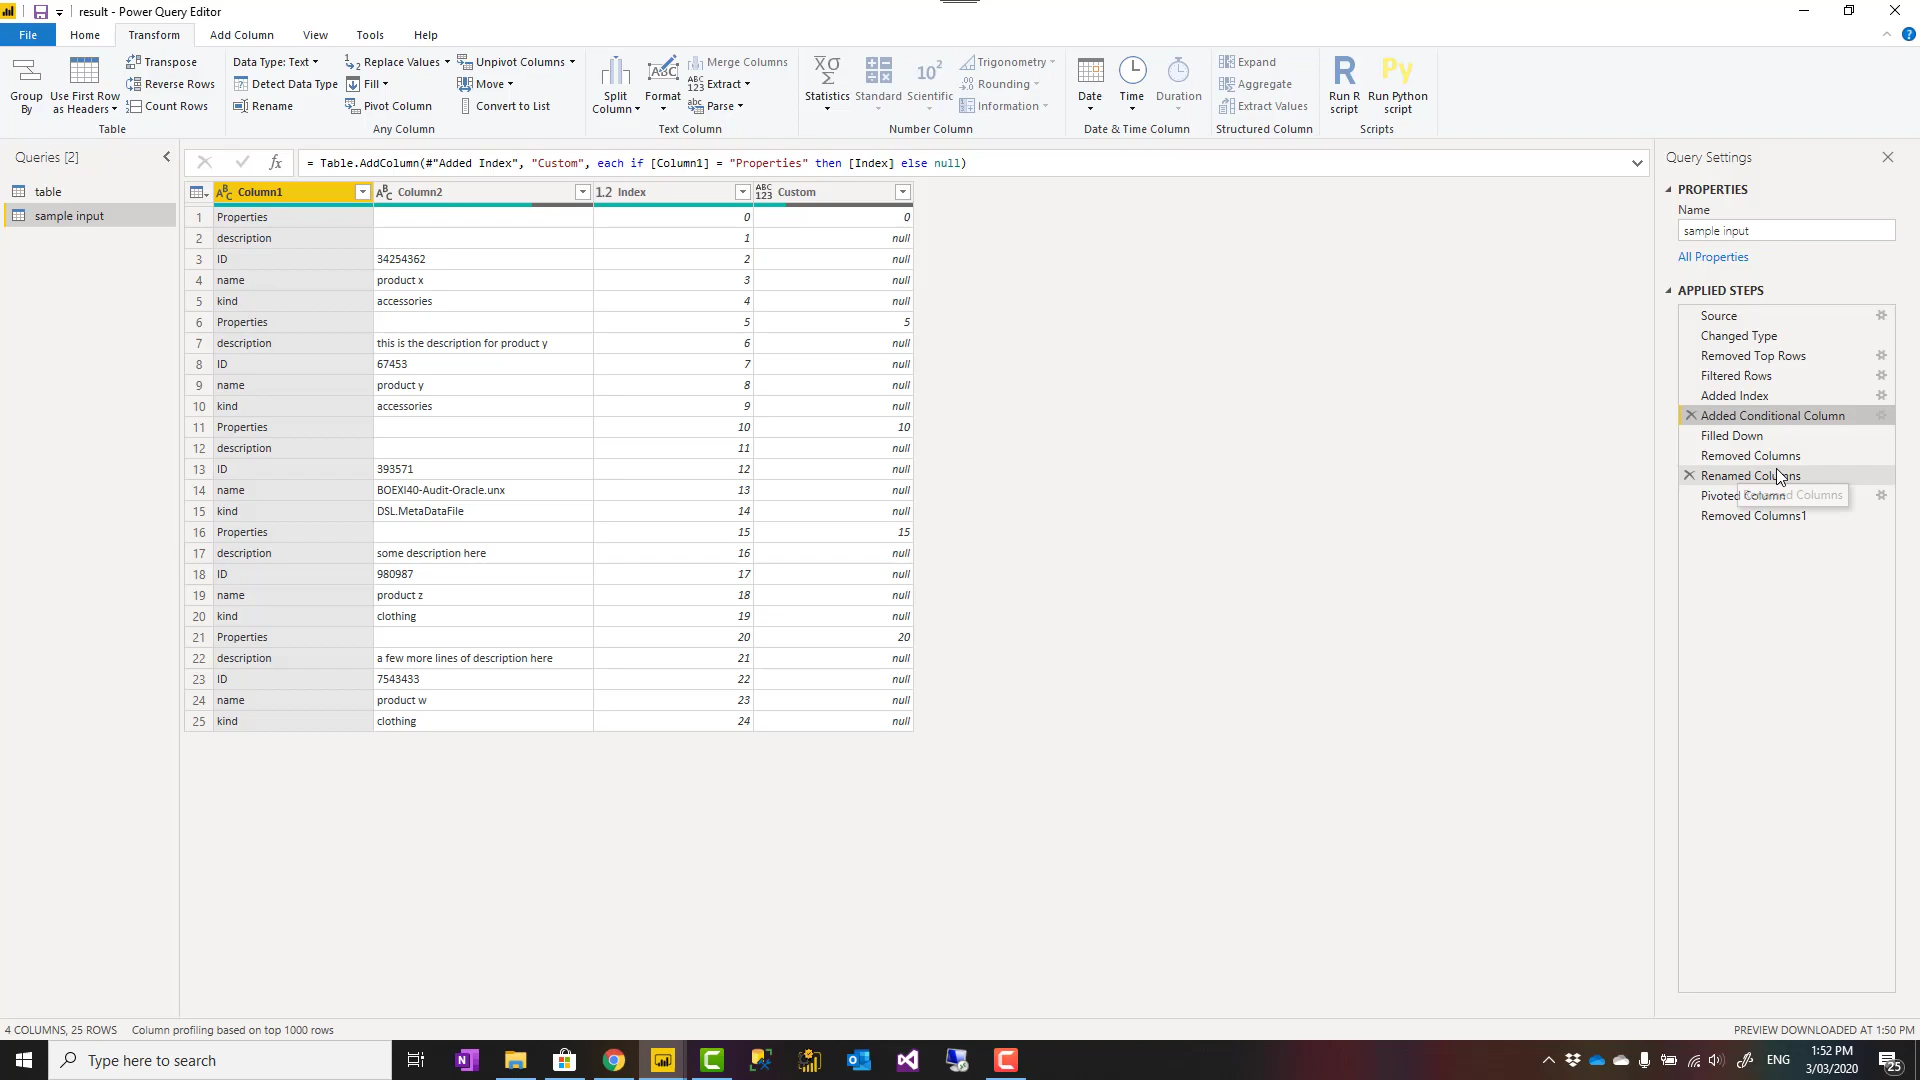 result - Power Query Editor
File Home Transform Add Column View Tools Help
Group By
Use First Row as Headers
Transpose
Reverse Rows
Count Rows
Table
Data Type: Text
Detect Data Type
Rename
Replace Values
Fill
Pivot Column
Unpivot Columns
Move
Convert to List
Any Column
Split Column
Format
Merge Columns
Extract
Parse
Text Column
Statistics
Standard
Scientific
Trigonometry
Rounding
Information
Number Column
Date
Time
Duration
Date & Time Column
Expand
Aggregate
Extract Values
Structured Column
Run R script
Run Python script
Scripts
Queries [2]
table
sample input
= Table.AddColumn(#"Added Index", "Custom", each if [Column1] = "Properties" then [Index] else null)
Column1 Column2 1.2 Index Custom
1 Properties 0 0
2 description 1 null
3 ID 34254362 2 null
4 name product x 3 null
5 kind accessories 4 null
6 Properties 5 5
7 description this is the description for product y 6 null
8 ID 67453 7 null
9 name product y 8 null
10 kind accessories 9 null
11 Properties 10 10
12 description 11 null
13 ID 393571 12 null
14 name BOEXI40-Audit-Oracle.unx 13 null
15 kind DSL.MetaDataFile 14 null
16 Properties 15 15
17 description some description here 16 null
18 ID 980987 17 null
19 name product z 18 null
20 kind clothing 19 null
21 Properties 20 20
22 description a few more lines of description here 21 null
23 ID 7543433 22 null
24 name product w 23 null
25 kind clothing 24 null
Query Settings
PROPERTIES
Name
sample input
All Properties
APPLIED STEPS
Source
Changed Type
Removed Top Rows
Filtered Rows
Added Index
Added Conditional Column
Filled Down
Removed Columns
Renamed Columns
Pivoted Column
Removed Columns1
4 COLUMNS, 25 ROWS Column profiling based on top 1000 rows
PREVIEW DOWNLOADED AT 1:50 PM
Type here to search
ENG
1:52 PM
3/03/2020
25